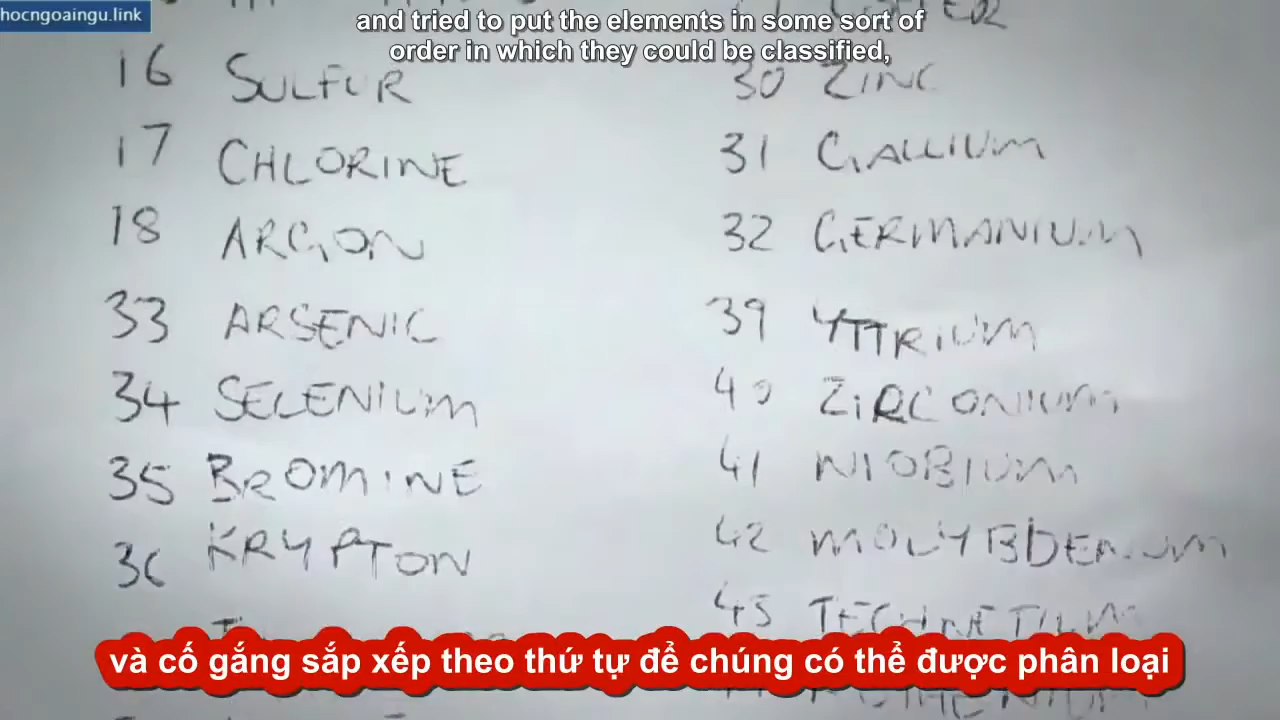 hocngoaingu.link
and tried to put the elements in some sort of
order in which they could be classified,
16 SULFUR
17 CHLORINE
18 ARGON
33 ARSENIC
34 SELENIUM
35 BROMINE
36 KRYPTON
30 ZINC
31 GALLIUM
32 GERMANIUM
39 YTTRIUM
40 ZIRCONIUM
41 NIOBIUM
42 MOLYBDENUM
43 TECHNETIUM
và cố gắng sắp xếp theo thứ tự để chúng có thể được phân loại